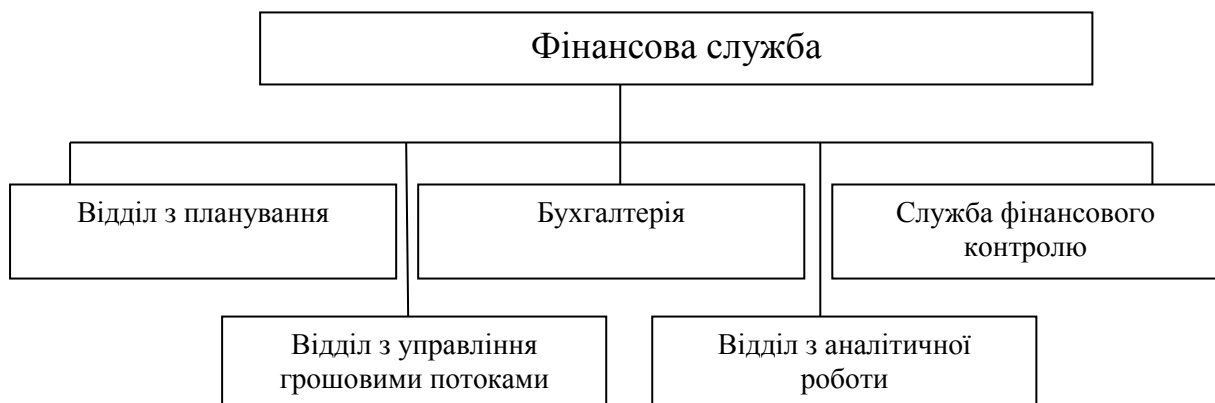 Фінансова служба
Відділ з планування
Бухгалтерія
Служба фінансового
контролю
Відділ з управління
грошовими потоками
Відділ з аналітичної
роботи